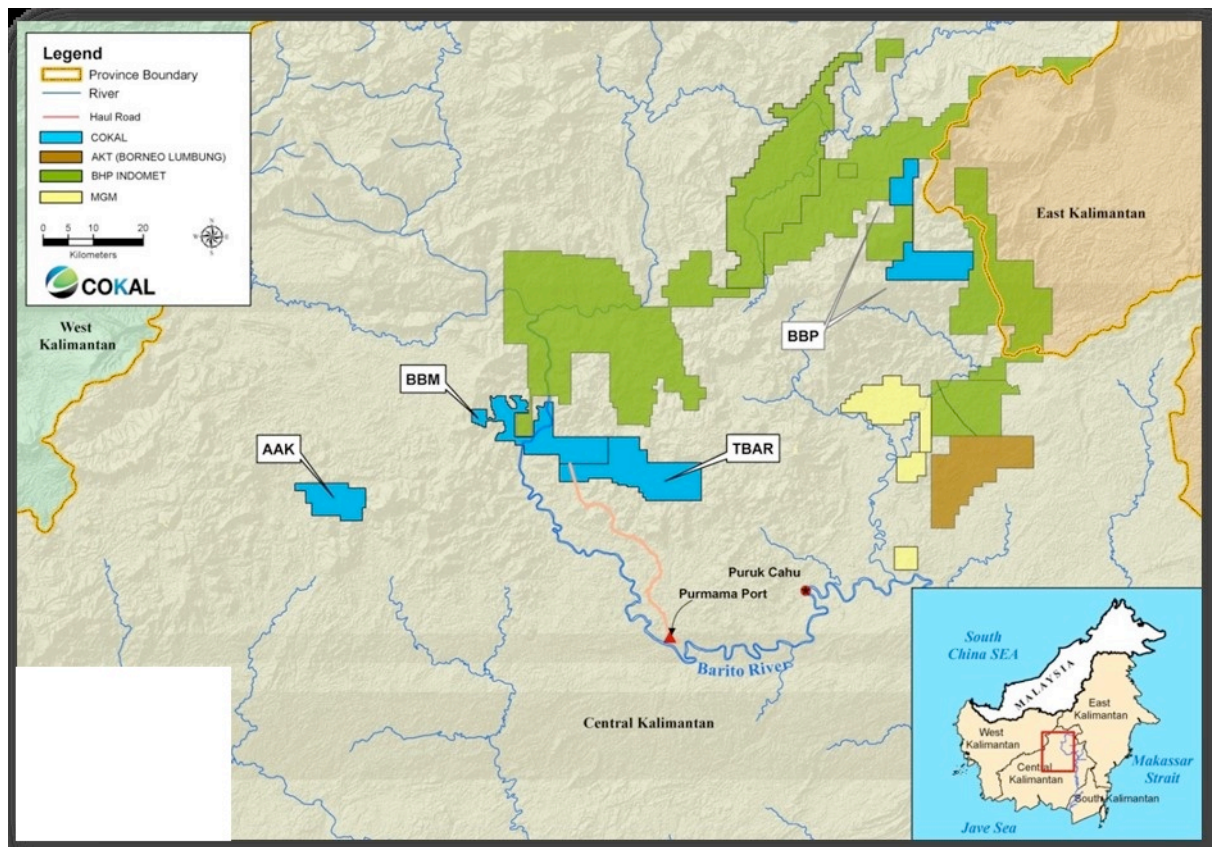 Legend
Province Boundary
River
Haul Road
COKAL
AKT (BORNEO LUMBUNG)
BHP INDOMET
MGM
0 5 10 20
Kilometers
N
W E
S
COKAL
West
Kalimantan
East Kalimantan
BBP
BBM
AAK
TBAR
Puruk Cahu
Purmama Port
Barito River
Central Kalimantan
South
China SEA
MALAYSIA
East
Kalimantan
West
Kalimantan
Central
Kalimantan
Makassar
Strait
South Kalimantan
Jave Sea